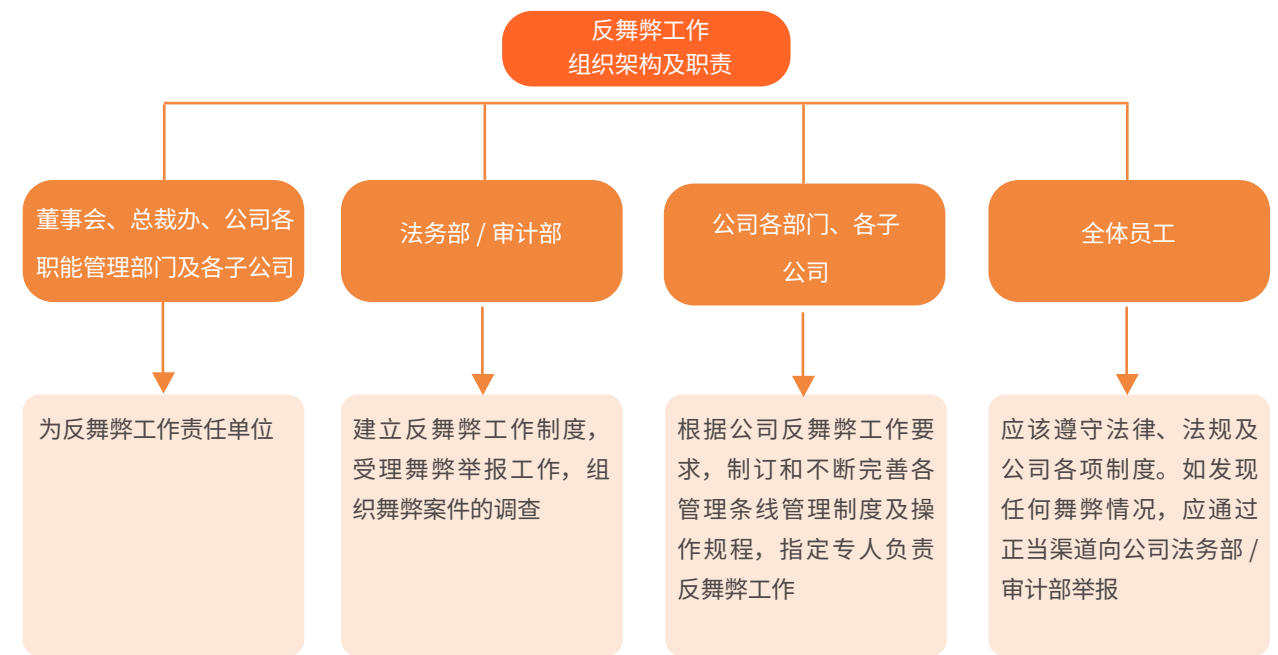 反舞弊工作
组织架构及职责
董事会、总裁办、公司各
职能管理部门及各子公司
法务部 / 审计部
公司各部门、各子
公司
全体员工
为反舞弊工作责任单位
建立反舞弊工作制度，
受理舞弊举报工作，组
织舞弊案件的调查
根据公司反舞弊工作要
求，制订和不断完善各
管理条线管理制度及操
作规程，指定专人负责
反舞弊工作
应该遵守法律、法规及
公司各项制度。如发现
任何舞弊情况，应通过
正当渠道向公司法务部 /
审计部举报